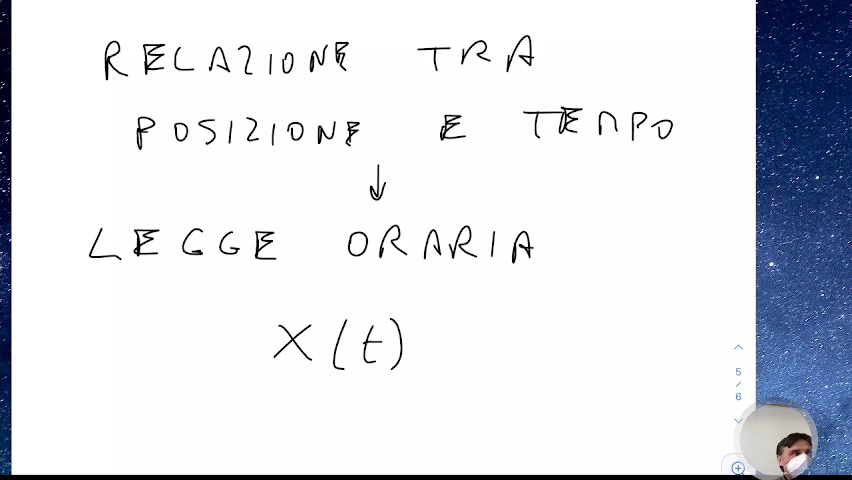 RELAZIONE TRA
POSIZIONE E TEMPO
↓
LEGGE ORARIA
X(t)
5
/
6